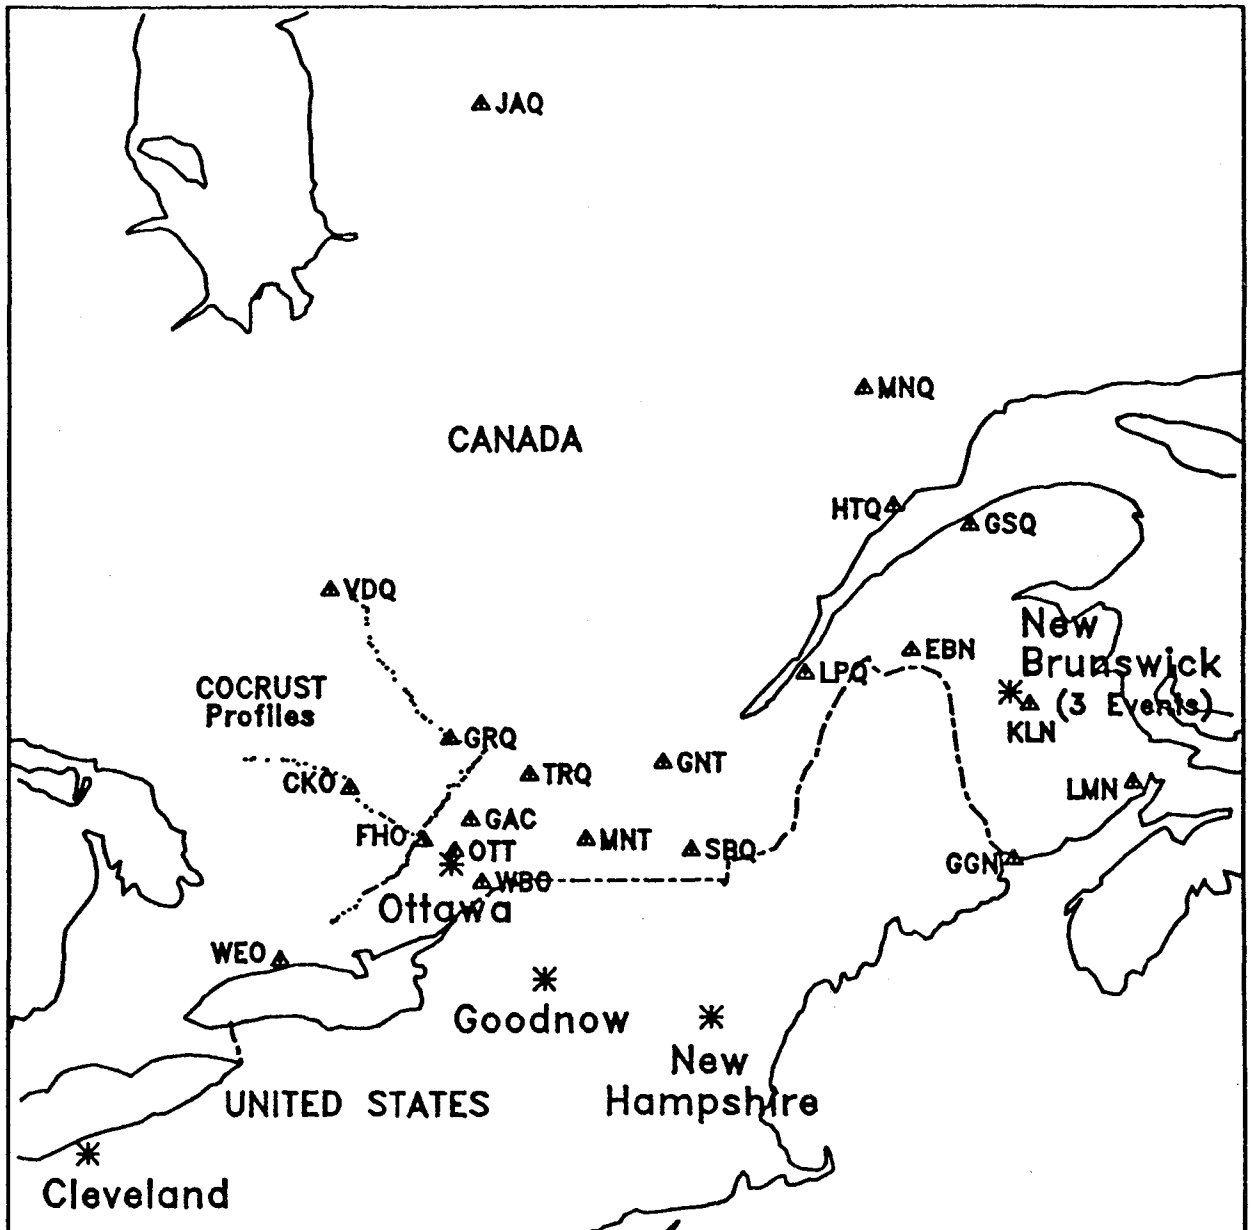 JAQ
MNQ
CANADA
HTQ
GSQ
VDQ
New
Brunswick
(3 Events)
KLN
EBN
LPQ
COCRUST
Profiles
GRQ
CKO
TRQ
GNT
LMN
GAC
FHO
OTT
MNT
SBQ
GGN
WBO
Ottawa
WEO
Goodnow
New
Hampshire
UNITED STATES
Cleveland